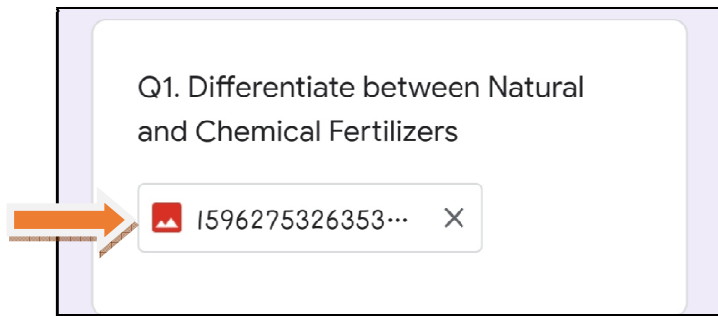 Q1. Differentiate between Natural
and Chemical Fertilizers
1596275326353...